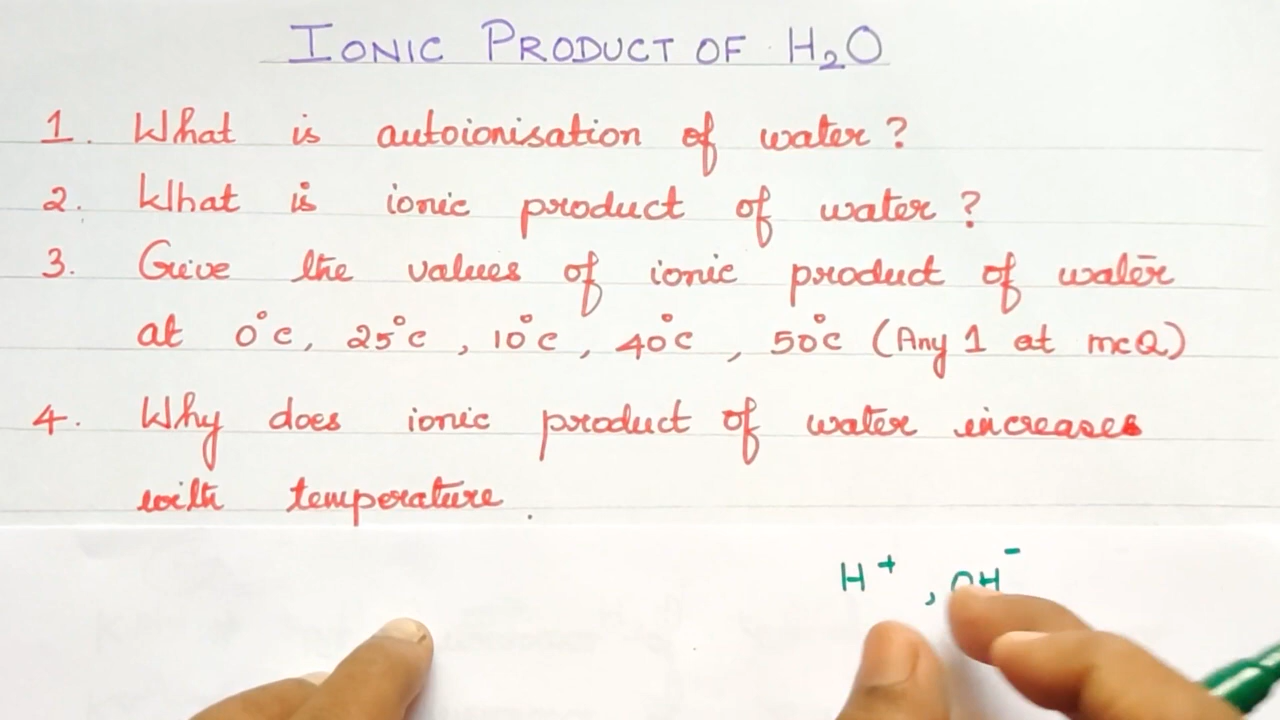 IONIC PRODUCT OF H₂O
1. What is autoionisation of water?
2. What is ionic product of water?
3. Give the values of ionic product of water
at 0°C, 25°C, 10°C, 40°C, 50°C (Any 1 at mcQ)
4. Why does ionic product of water increases
with temperature.
H⁺, OH⁻